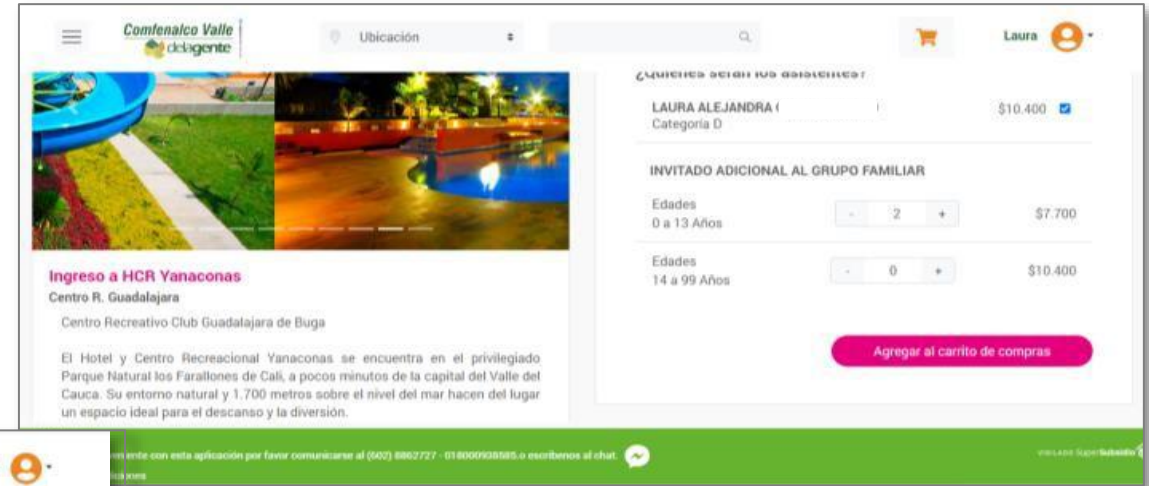 Comfenalco Valle
delagente
Ubicación
Laura
¿Quiénes serán los asistentes?
LAURA ALEJANDRA
$10.400
Categoría D
INVITADO ADICIONAL AL GRUPO FAMILIAR
Edades
0 a 13 Años
- 2 +
$7.700
Edades
14 a 99 Años
- 0 +
$10.400
Agregar al carrito de compras
Ingreso a HCR Yanaconas
Centro R. Guadalajara
Centro Recreativo Club Guadalajara de Buga
El Hotel y Centro Recreacional Yanaconas se encuentra en el privilegiado
Parque Natural los Farallones de Cali, a pocos minutos de la capital del Valle del
Cauca. Su entorno natural y 1.700 metros sobre el nivel del mar hacen del lugar
un espacio ideal para el descanso y la diversión.
con esta aplicación por favor comunicarse al (602) 8862727 - 018000938585.o escríbenos al chat.
VIGILADO SuperSubsidio